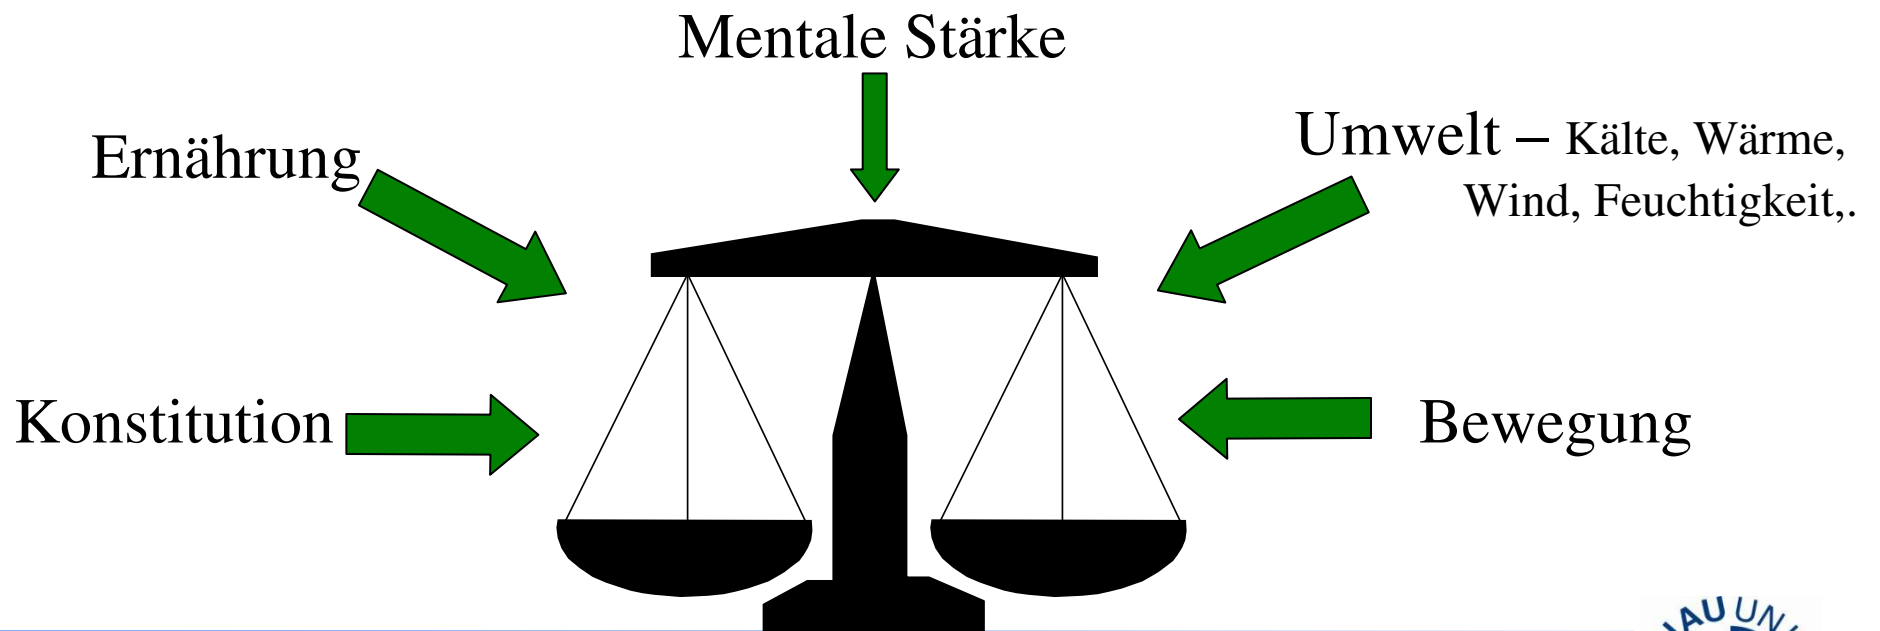 Mentale Stärke
Ernährung
Umwelt – Kälte, Wärme,
Wind, Feuchtigkeit,.
Konstitution
Bewegung